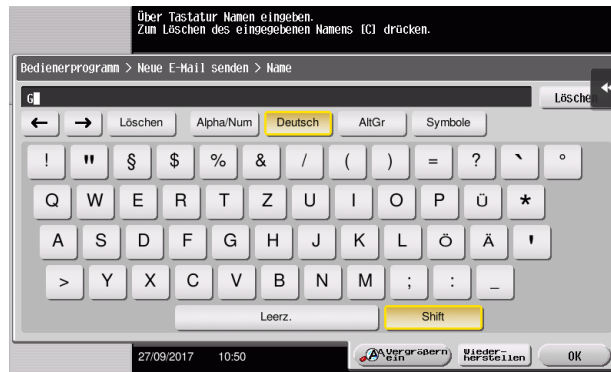 Über Tastatur Namen eingeben.
Zum Löschen des eingegebenen Namens [C] drücken.
Bedienerprogramm > Neue E-Mail senden > Name
G
Löschen
← → Löschen Alpha/Num Deutsch AltGr Symbole
! " § $ % & / ( ) = ? ` °
Q W E R T Z U I O P Ü *
A S D F G H J K L Ö Ä '
> Y X C V B N M ; : _
Leerz. Shift
27/09/2017 10:50 Vergrößern ein Wieder-herstellen OK